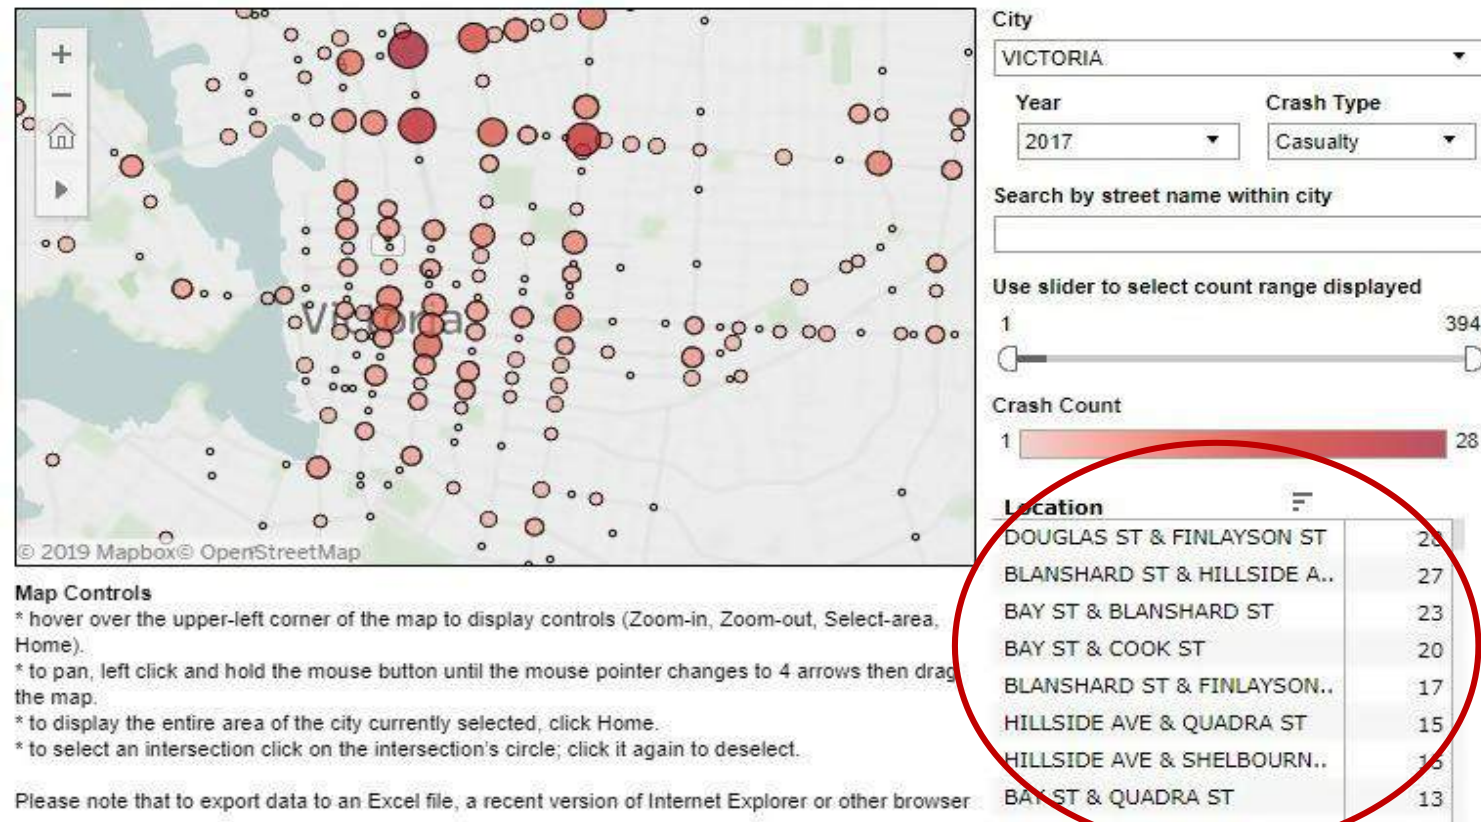 Victoria
© 2019 Mapbox© OpenStreetMap
City
VICTORIA
Year
Crash Type
2017
Casualty
Search by street name within city
Use slider to select count range displayed
1
394
Crash Count
1
28
Location
DOUGLAS ST & FINLAYSON ST 28
BLANSHARD ST & HILLSIDE A.. 27
BAY ST & BLANSHARD ST 23
BAY ST & COOK ST 20
BLANSHARD ST & FINLAYSON.. 17
HILLSIDE AVE & QUADRA ST 15
HILLSIDE AVE & SHELBOURN.. 15
BAY ST & QUADRA ST 13
Map Controls
* hover over the upper-left corner of the map to display controls (Zoom-in, Zoom-out, Select-area,
Home).
* to pan, left click and hold the mouse button until the mouse pointer changes to 4 arrows then drag
the map.
* to display the entire area of the city currently selected, click Home.
* to select an intersection click on the intersection's circle; click it again to deselect.
Please note that to export data to an Excel file, a recent version of Internet Explorer or other browser